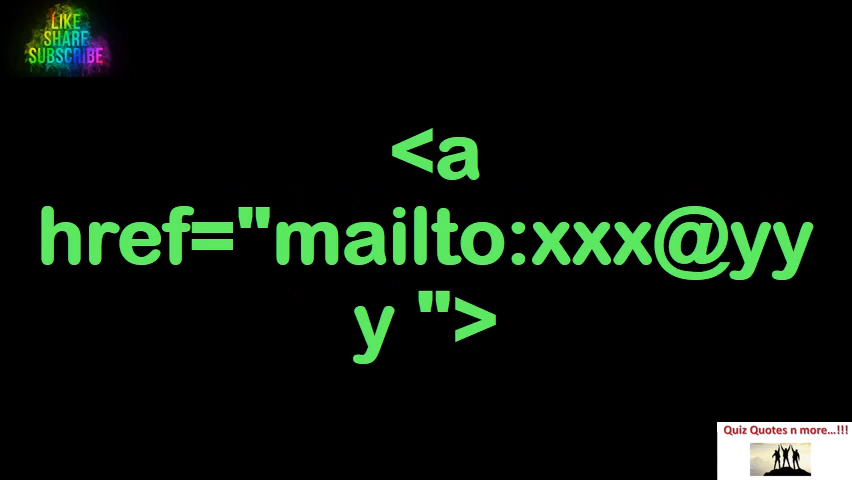 LIKE
SHARE
SUBSCRIBE
<a
href="mailto:xxx@yy
y ">
Quiz Quotes n more...!!!